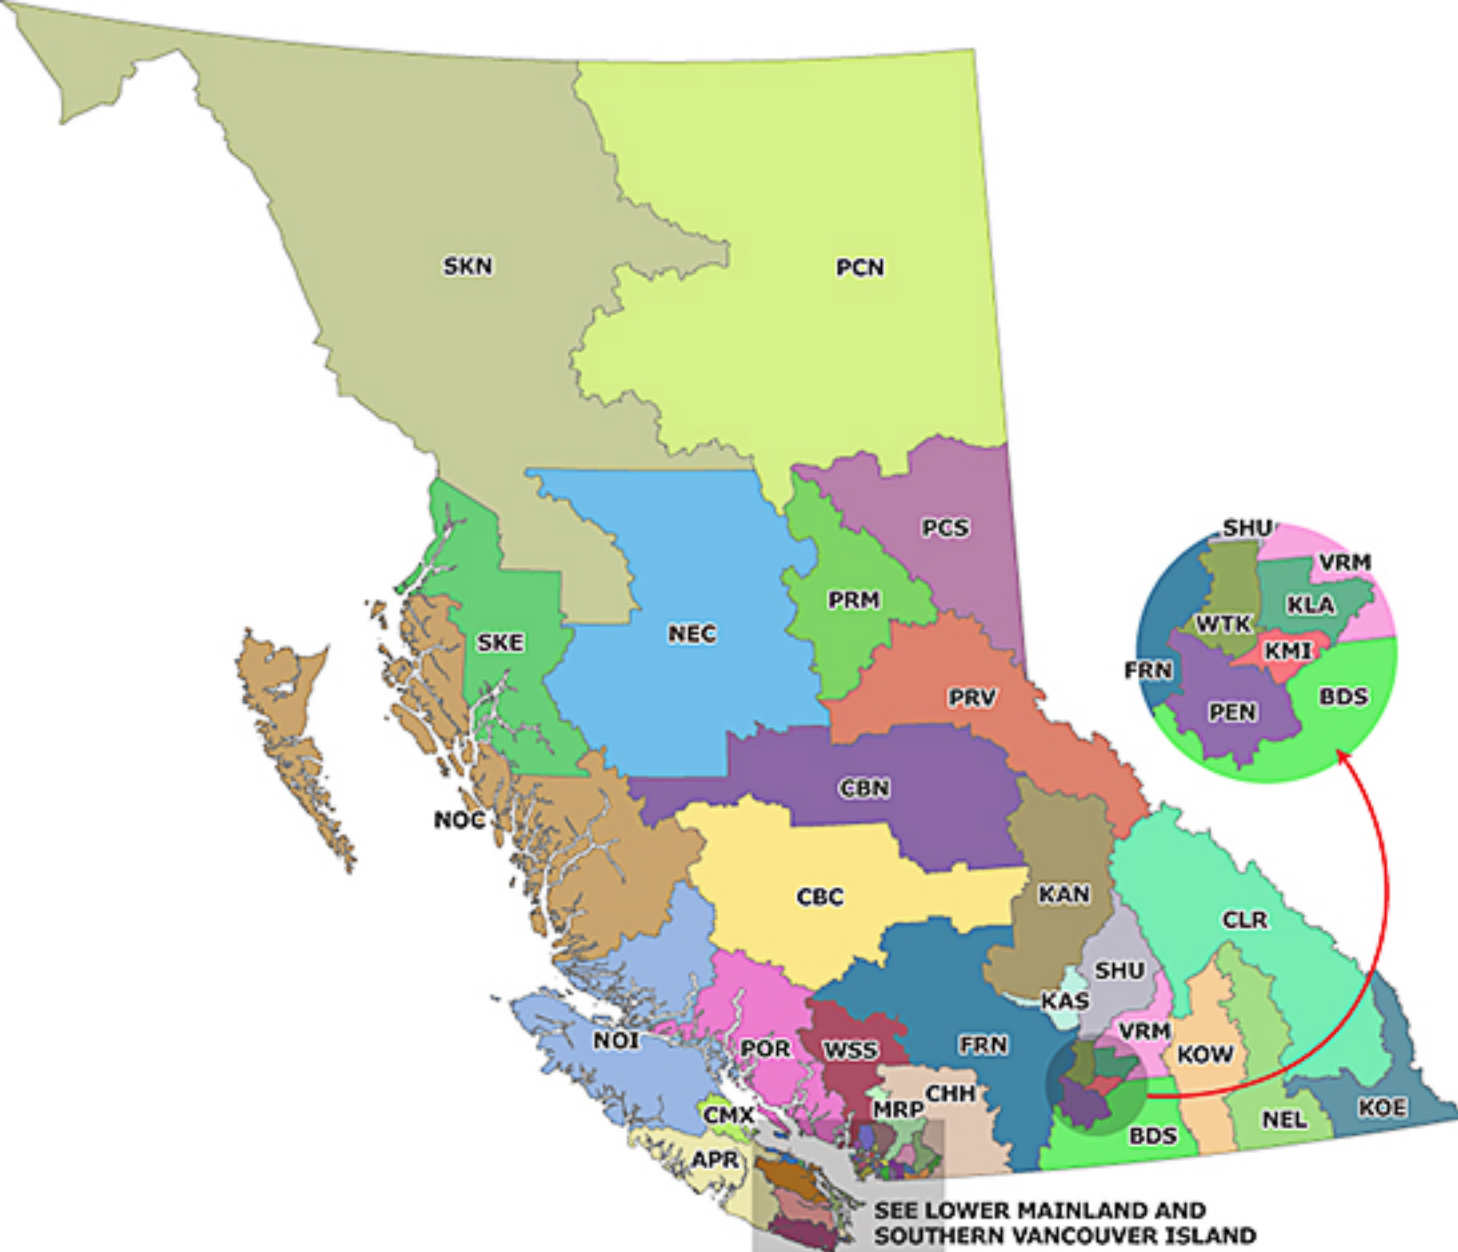 SKN
PCN
PCS
SHU
VRM
KLA
PRM
WTK
NEC
SKE
KMI
FRN
BDS
PRV
PEN
CBN
NOC
KAN
CBC
CLR
SHU
KAS
VRM
NOI
POR
WSS
FRN
KOW
CHH
MRP
CMX
KOE
NEL
BDS
APR
SEE LOWER MAINLAND AND
SOUTHERN VANCOUVER ISLAND